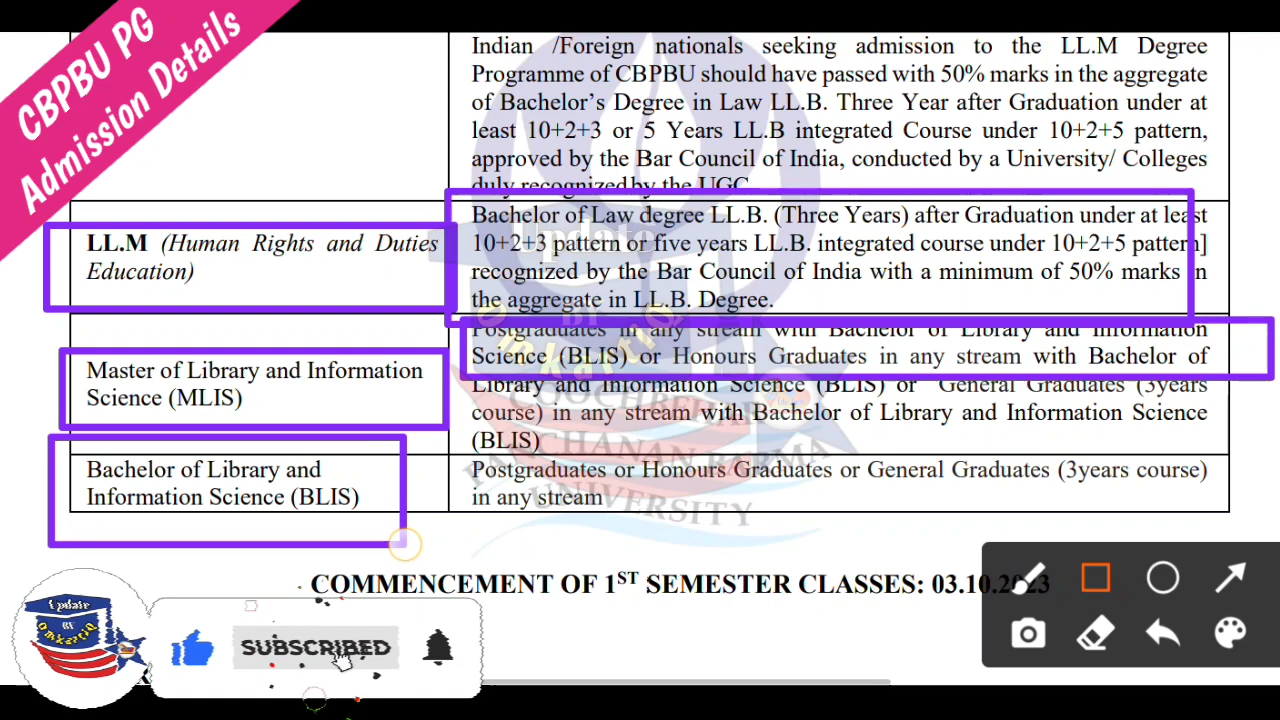 CBPBU PG
Admission Details
Indian /Foreign nationals seeking admission to the LL.M Degree
Programme of CBPBU should have passed with 50% marks in the aggregate
of Bachelor's Degree in Law LL.B. Three Year after Graduation under at
least 10+2+3 or 5 Years LL.B integrated Course under 10+2+5 pattern,
approved by the Bar Council of India, conducted by a University/ Colleges
duly recognized by the UGC.
LL.M (Human Rights and Duties
Education)
Bachelor of Law degree LL.B. (Three Years) after Graduation under at least
10+2+3 pattern or five years LL.B. integrated course under 10+2+5 pattern]
recognized by the Bar Council of India with a minimum of 50% marks in
the aggregate in LL.B. Degree.
Master of Library and Information
Science (MLIS)
Postgraduates in any stream with Bachelor of Library and Information
Science (BLIS) or Honours Graduates in any stream with Bachelor of
Library and Information Science (BLIS) or General Graduates (3years
course) in any stream with Bachelor of Library and Information Science
(BLIS)
Bachelor of Library and
Information Science (BLIS)
Postgraduates or Honours Graduates or General Graduates (3years course)
in any stream
COOCHBEHAR
PANCHANAN BARMA
UNIVERSITY
Update
BY
Omkartiq
COMMENCEMENT OF 1ST SEMESTER CLASSES: 03.10.2023
Update
BY
Omkartiq
SUBSCRIBED